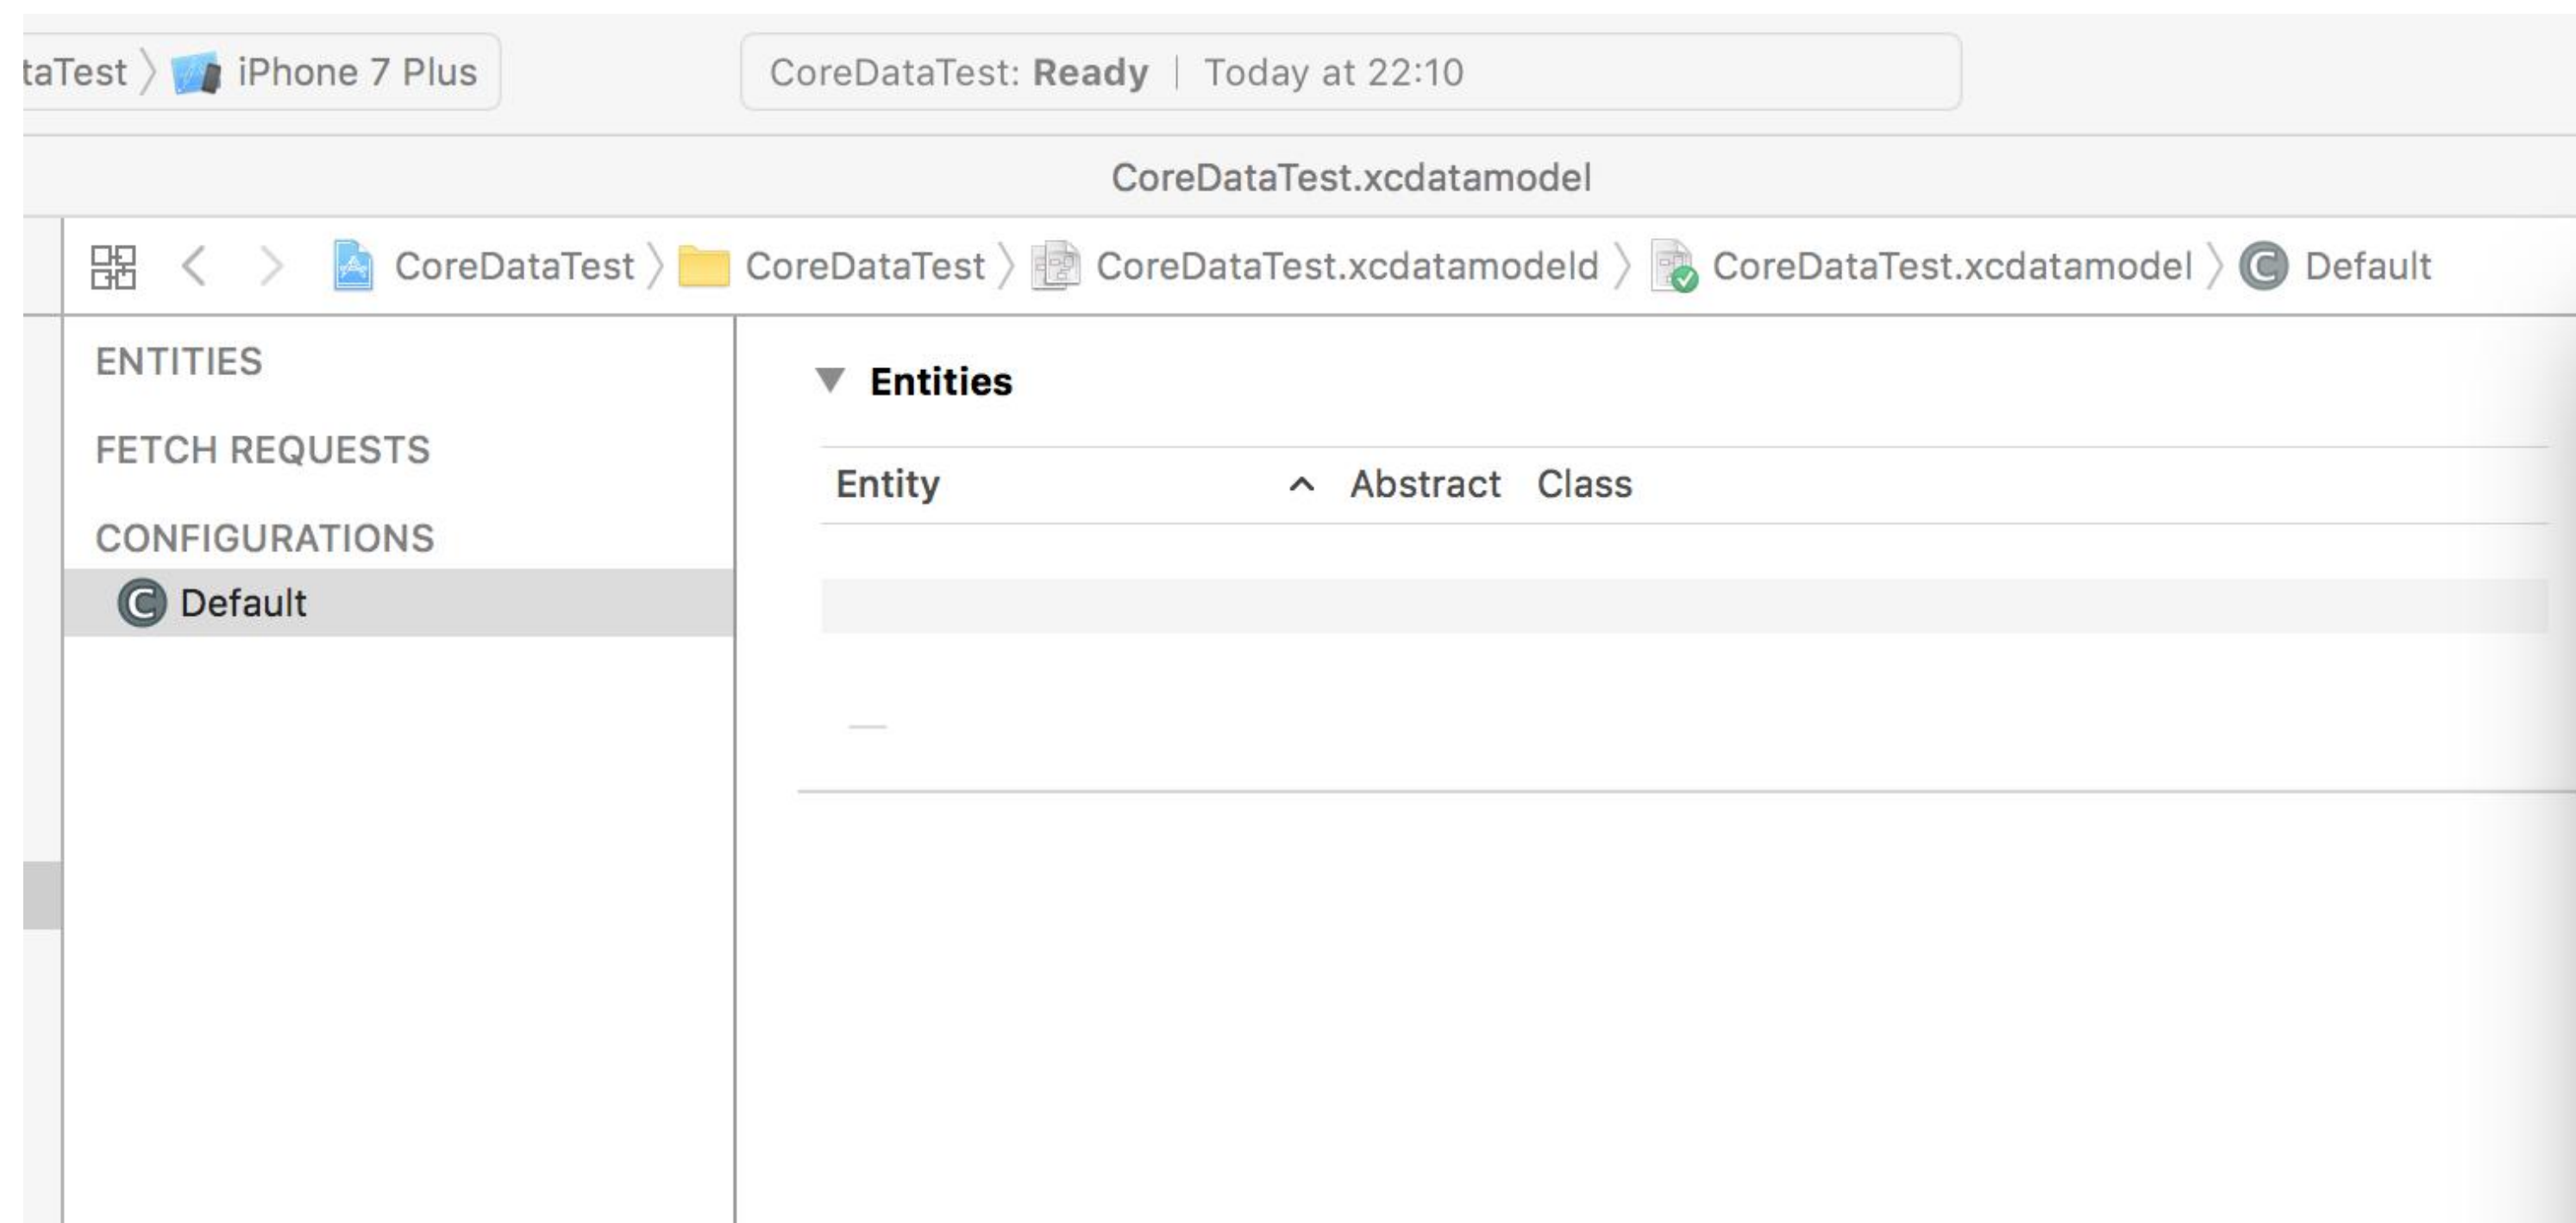 taTest iPhone 7 Plus
CoreDataTest: Ready | Today at 22:10
CoreDataTest.xcdatamodel
CoreDataTest CoreDataTest CoreDataTest.xcdatamodeld CoreDataTest.xcdatamodel C Default
ENTITIES
FETCH REQUESTS
CONFIGURATIONS
C Default
Entities
Entity Abstract Class